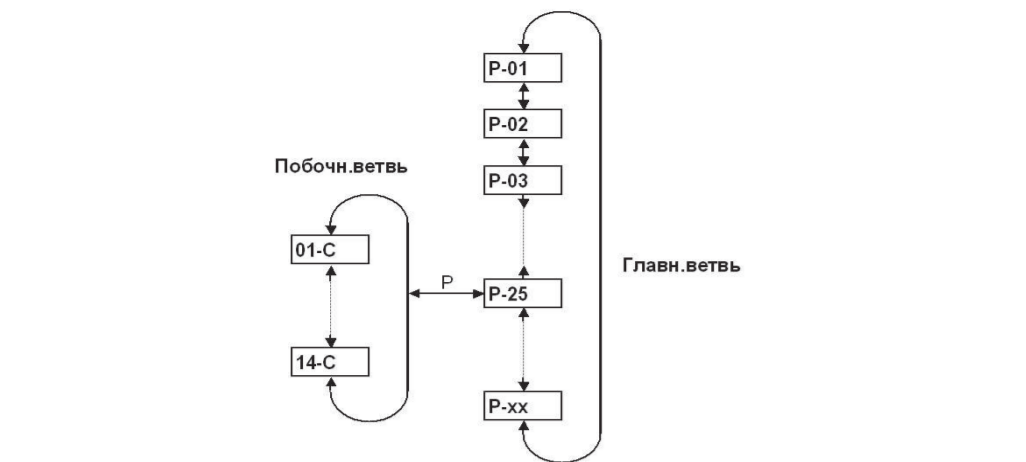 P-01
P-02
Побочн.ветвь
P-03
01-C
Главн.ветвь
P
P-25
14-C
P-xx